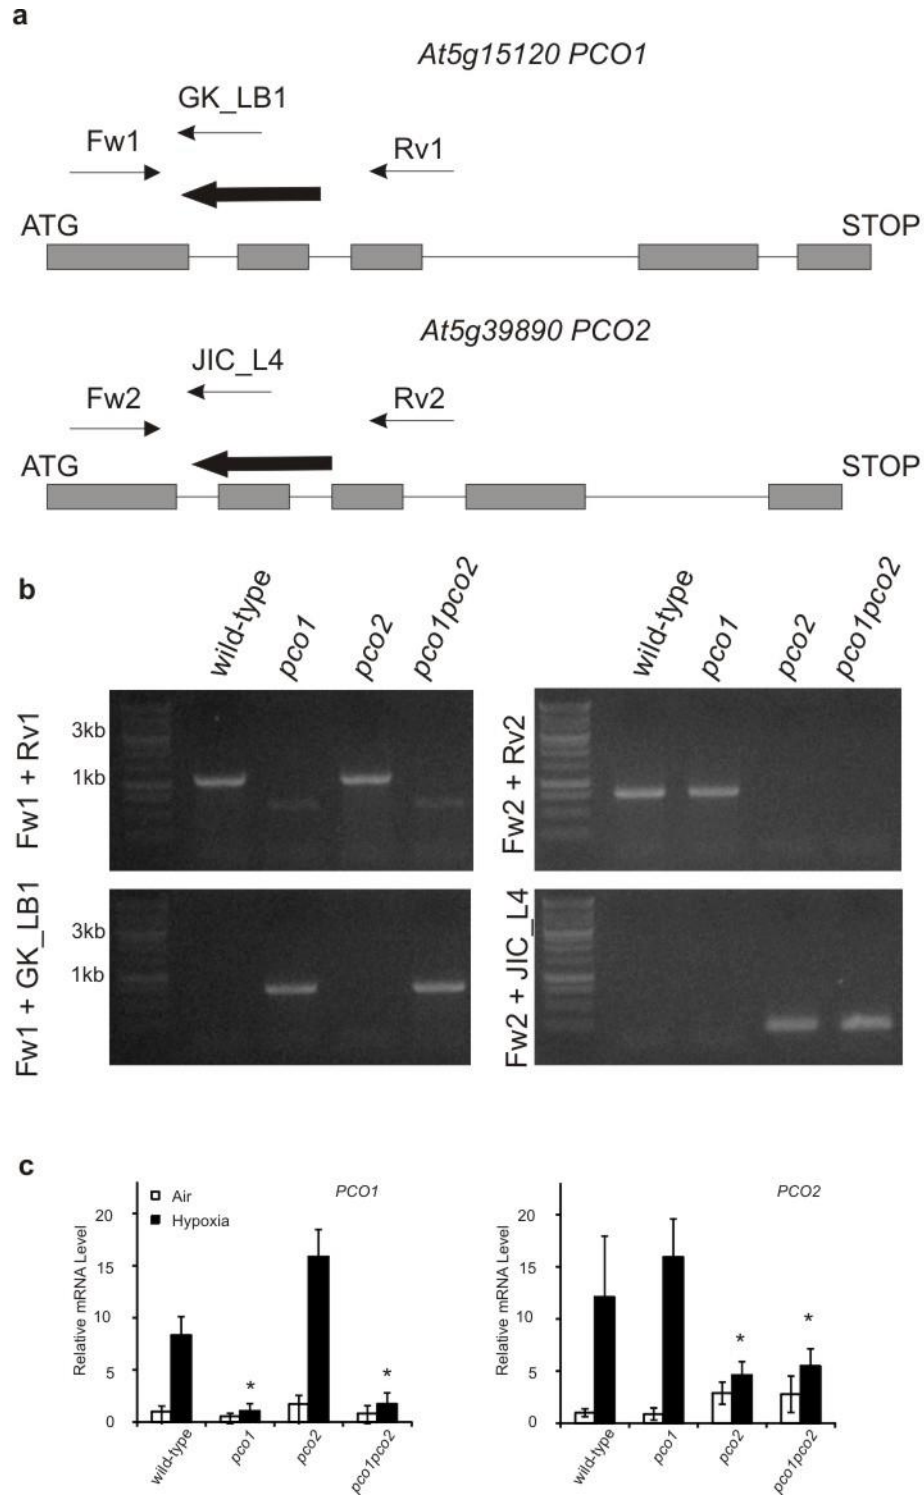 a
At5g15120 PCO1
GK_LB1
Fw1
Rv1
ATG
STOP
At5g39890 PCO2
JIC_L4
Fw2
Rv2
ATG
STOP
b
wild-type
pco1
pco2
pco1pco2
wild-type
pco1
pco2
pco1pco2
Fw1 + Rv1
3kb
1kb
Fw2 + Rv2
Fw1 + GK_LB1
3kb
1kb
Fw2 + JIC_L4
c
Relative mRNA Level
Air
Hypoxia
PCO1
20
15
10
5
0
*
*
wild-type
pco1
pco2
pco1pco2
Relative mRNA Level
PCO2
20
15
10
5
0
*
*
wild-type
pco1
pco2
pco1pco2